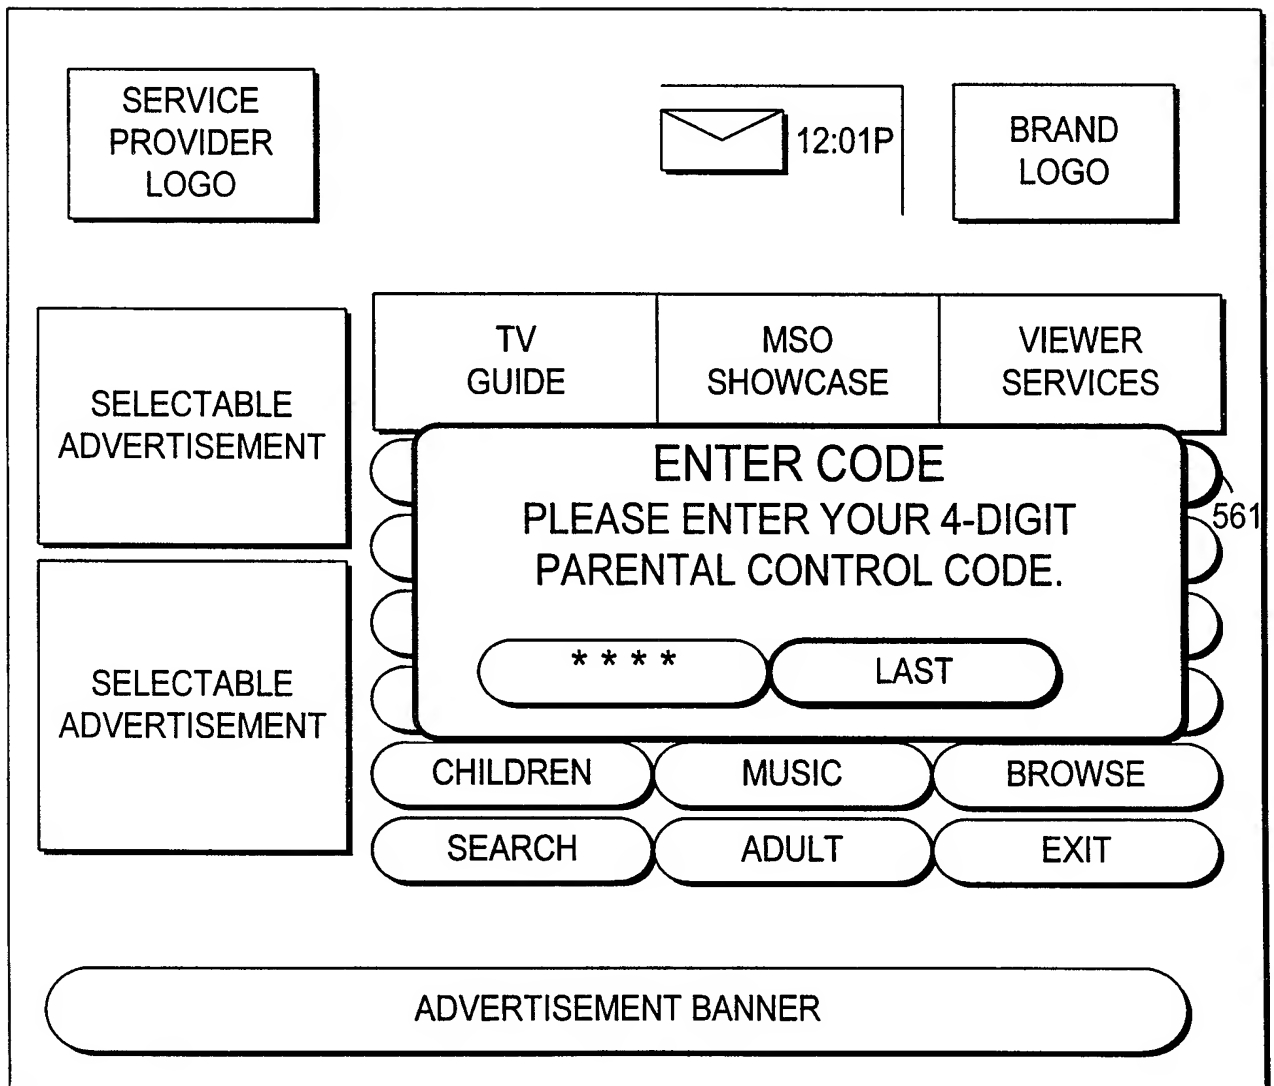 SERVICE
PROVIDER
LOGO
12:01P
BRAND
LOGO
SELECTABLE
ADVERTISEMENT
TV
GUIDE
MSO
SHOWCASE
VIEWER
SERVICES
ENTER CODE
PLEASE ENTER YOUR 4-DIGIT
PARENTAL CONTROL CODE.
* * * *
LAST
561
SELECTABLE
ADVERTISEMENT
CHILDREN
MUSIC
BROWSE
SEARCH
ADULT
EXIT
ADVERTISEMENT BANNER